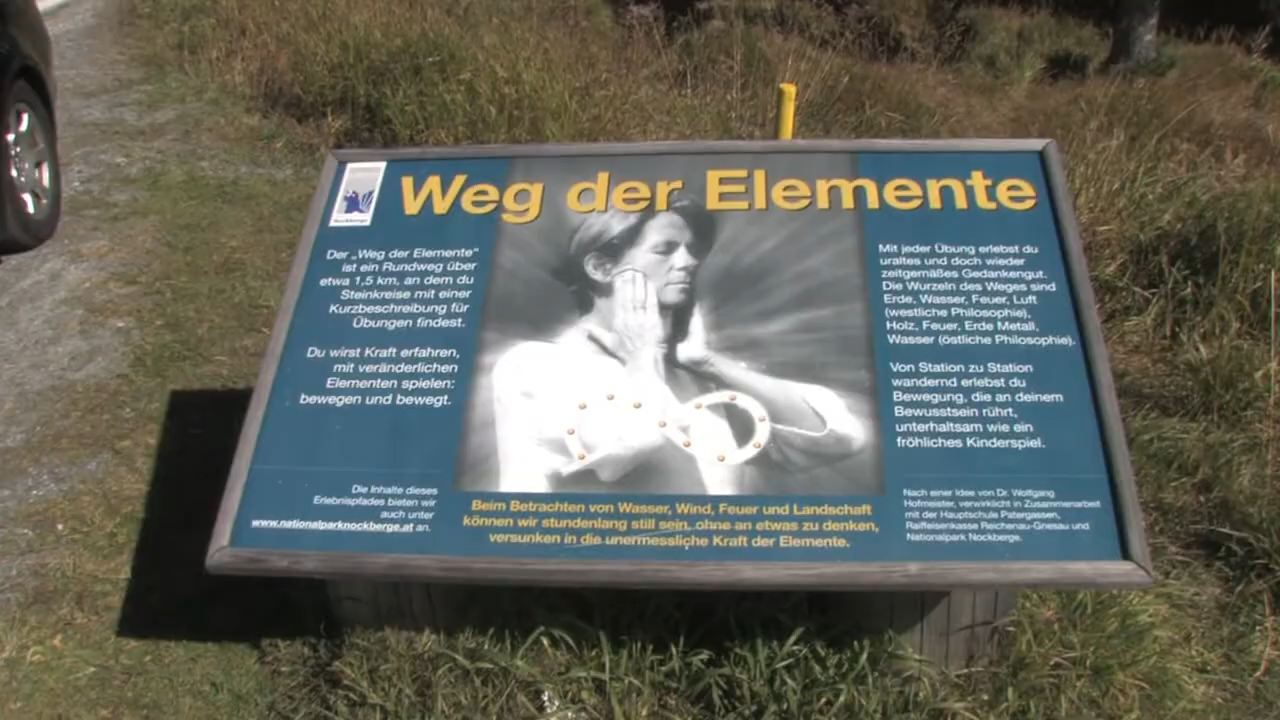 Weg der Elemente
Nockberge
Der „Weg der Elemente“
ist ein Rundweg über
etwa 1,5 km, an dem du
Steinkreise mit einer
Kurzbeschreibung für
Übungen findest.
Du wirst Kraft erfahren,
mit veränderlichen
Elementen spielen:
bewegen und bewegt.
Die Inhalte dieses
Erlebnispfades bieten wir
auch unter
www.nationalparknockberge.at an.
Beim Betrachten von Wasser, Wind, Feuer und Landschaft
können wir stundenlang still sein, ohne an etwas zu denken,
versunken in die unermessliche Kraft der Elemente.
Mit jeder Übung erlebst du
uraltes und doch wieder
zeitgemäßes Gedankengut.
Die Wurzeln des Weges sind
Erde, Wasser, Feuer, Luft
(westliche Philosophie),
Holz, Feuer, Erde Metall,
Wasser (östliche Philosophie).
Von Station zu Station
wandernd erlebst du
Bewegung, die an deinem
Bewusstsein rührt,
unterhaltsam wie ein
fröhliches Kinderspiel.
Nach einer Idee von Dr. Wolfgang
Hofmeister, verwirklicht in Zusammenarbeit
mit der Hauptschule Patergassen,
Raiffeisenkasse Reichenau-Gnesau und
Nationalpark Nockberge.